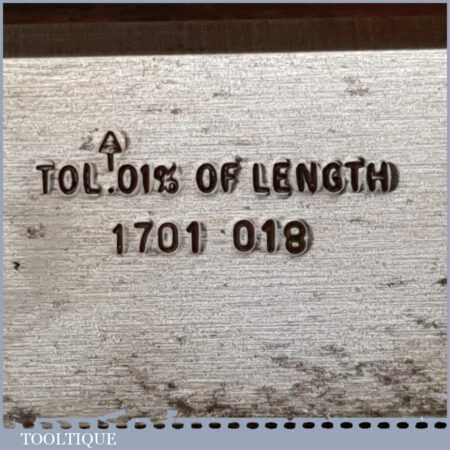 TOL .01% OF LENGTH
1701 018
TOOLTIQUE